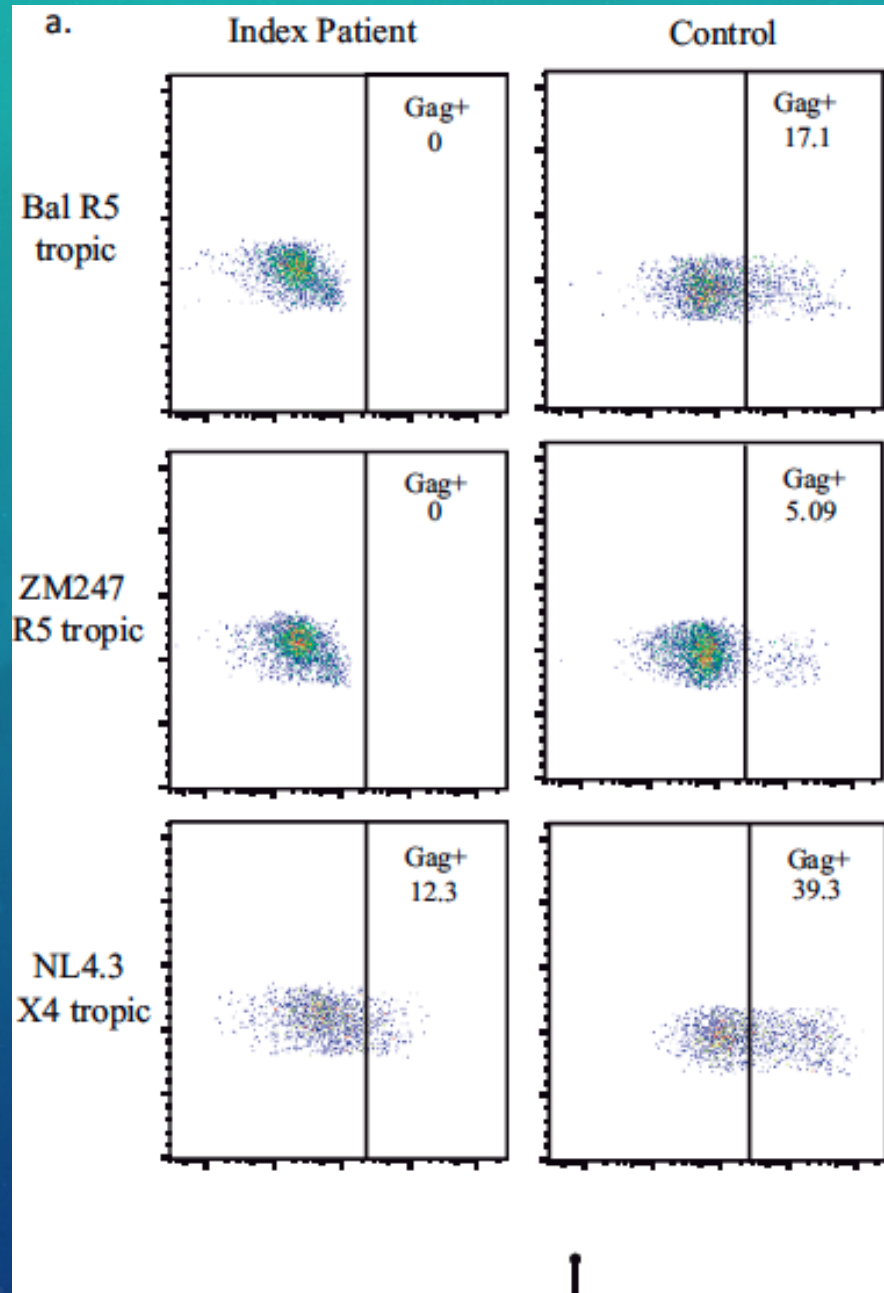 a.
Index Patient
Control
Bal R5
tropic
Gag+
0
Gag+
17.1
ZM247
R5 tropic
Gag+
0
Gag+
5.09
NL4.3
X4 tropic
Gag+
12.3
Gag+
39.3